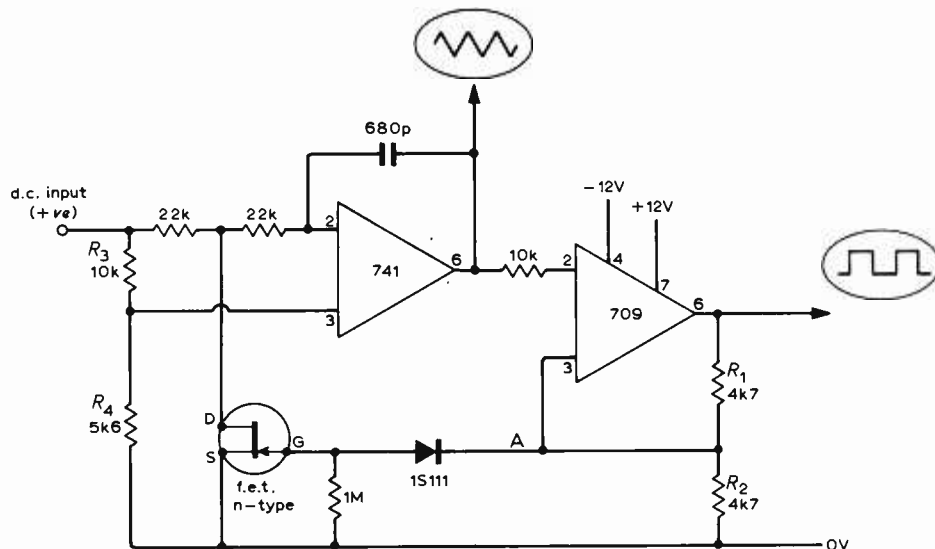 680p
d.c. input
(+ve)
22k
22k
R3
10k
2
741
6
3
10k
-12V
+12V
2
4
7
709
6
3
R1
4k7
R4
5k6
D
S
G
f.e.t.
n-type
1M
1S111
A
R2
4k7
0V